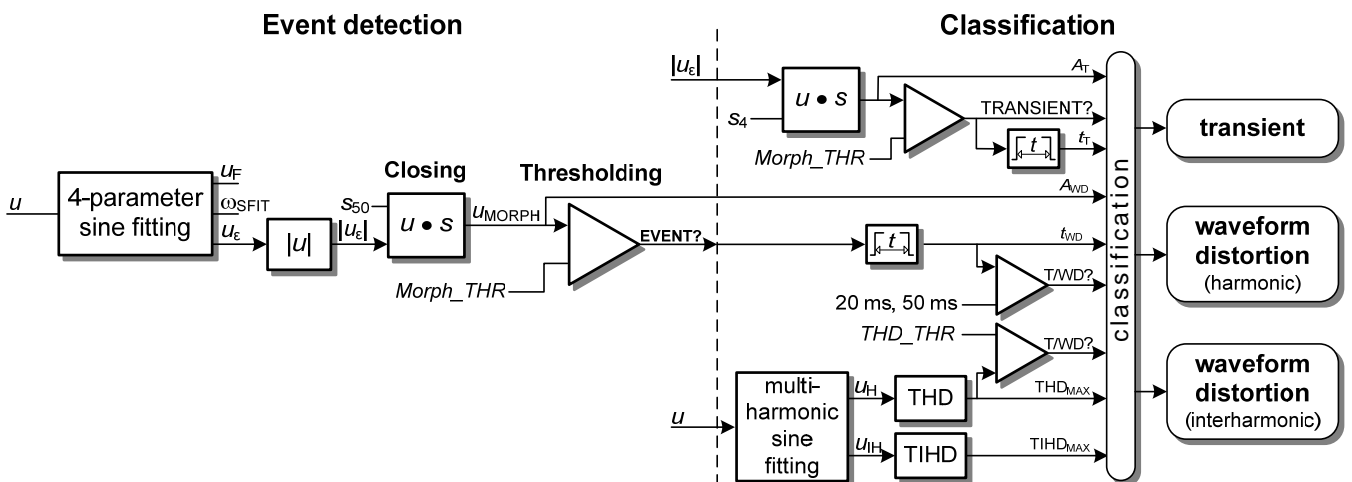 Event detection
Classification
|uε|
u • s
s4
Morph_THR
AT
TRANSIENT?
t
tT
transient
u
4-parameter
sine fitting
uF
ωSFIT
uε
|u|
|uε|
Closing
s50
u • s
uMORPH
Thresholding
Morph_THR
EVENT?
AWD
t
tWD
20 ms, 50 ms
T/WD?
THD_THR
T/WD?
u
multi-
harmonic
sine
fitting
uH
THD
THDMAX
uIH
TIHD
TIHDMAX
classification
waveform
distortion
(harmonic)
waveform
distortion
(interharmonic)